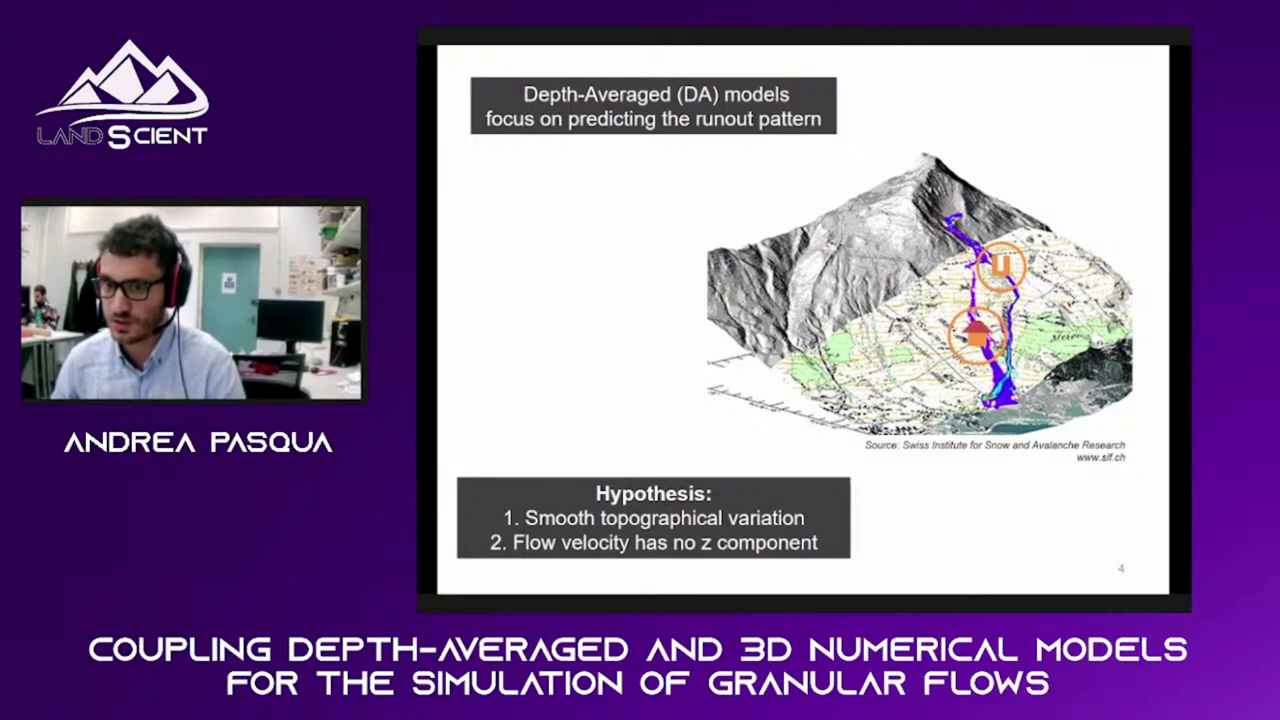 LANDSCIENT
Depth-Averaged (DA) models
focus on predicting the runout pattern
Source: Swiss Institute for Snow and Avalanche Research
www.slf.ch
Hypothesis:
1. Smooth topographical variation
2. Flow velocity has no z component
4
ANDREA PASQUA
COUPLING DEPTH-AVERAGED AND 3D NUMERICAL MODELS
FOR THE SIMULATION OF GRANULAR FLOWS